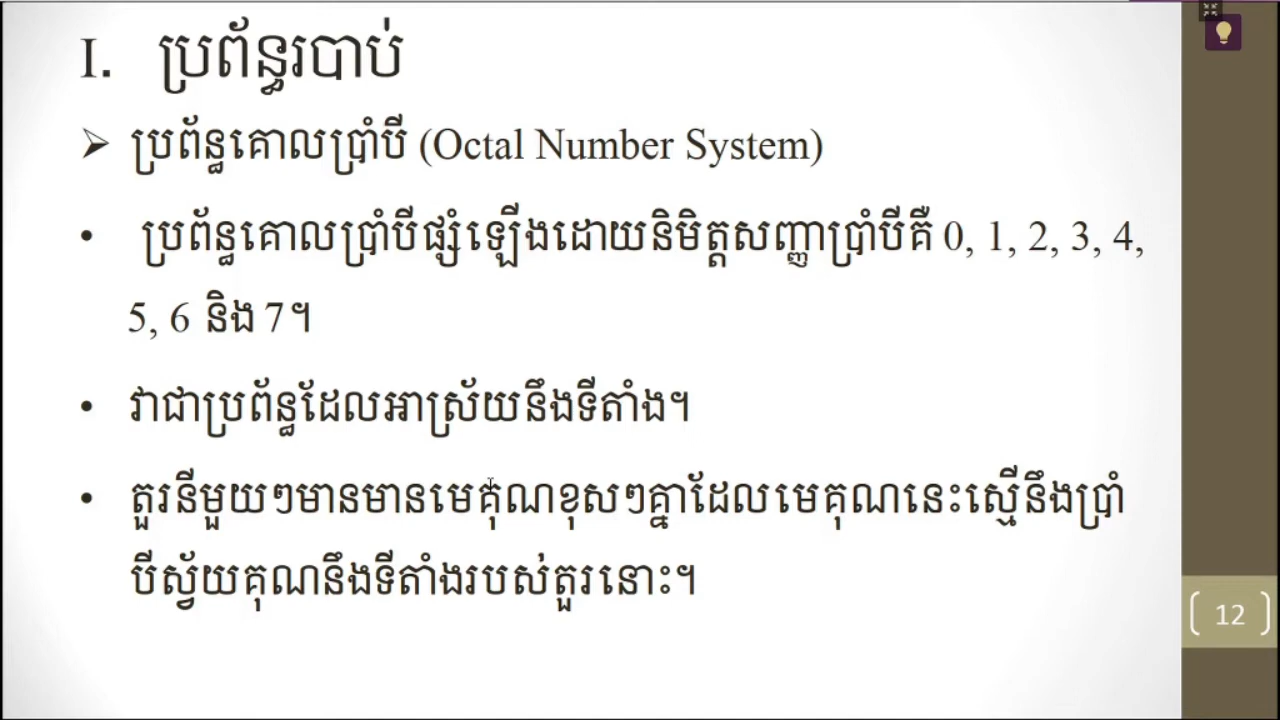 I. ប្រព័ន្ធរបាប់
➢ ប្រព័ន្ធគោលប្រាំបី (Octal Number System)
• ប្រព័ន្ធគោលប្រាំបីផ្សំឡើងដោយនិមិត្តសញ្ញាប្រាំបីគឺ 0, 1, 2, 3, 4,
5, 6 និង 7។
• វាជាប្រព័ន្ធដែលអាស្រ័យនឹងទីតាំង។
• តួរនីមួយៗមានមានមេគុណខុសៗគ្នាដែលមេគុណនេះស្មើនឹងប្រាំ
បីស្វ័យគុណនឹងទីតាំងរបស់តួរនោះ។
12